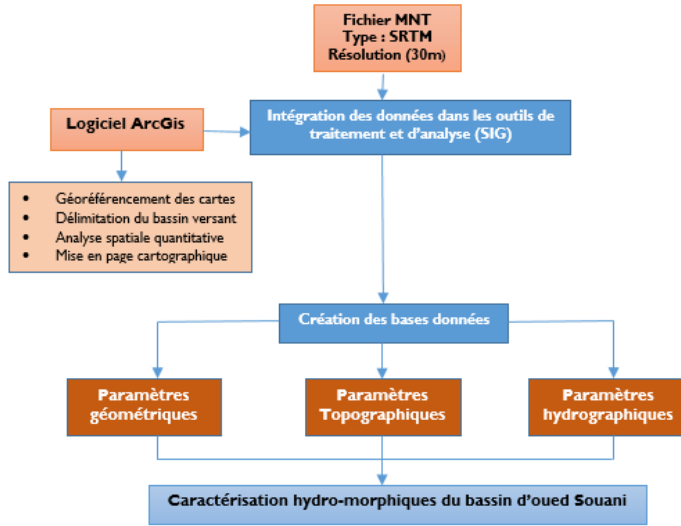 Fichier MNT
Type : SRTM
Résolution (30m)
Intégration des données dans les outils de
traitement et d'analyse (SIG)
Logiciel ArcGis
• Géoréférencement des cartes
• Délimitation du bassin versant
• Analyse spatiale quantitative
• Mise en page cartographique
Création des bases données
Paramètres
géométriques
Paramètres
Topographiques
Paramètres
hydrographiques
Caractérisation hydro-morphiques du bassin d'oued Souani